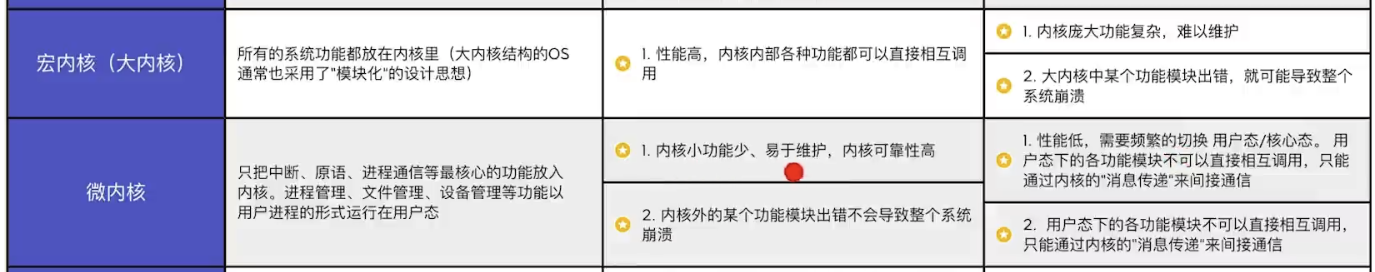 宏内核（大内核）
所有的系统功能都放在内核里（大内核结构的OS
通常也采用了"模块化"的设计思想）
1. 性能高，内核内部各种功能都可以直接相互调
用
1. 内核庞大功能复杂，难以维护
2. 大内核中某个功能模块出错，就可能导致整个
系统崩溃
微内核
只把中断、原语、进程通信等最核心的功能放入
内核。进程管理、文件管理、设备管理等功能以
用户进程的形式运行在用户态
1. 内核小功能少、易于维护，内核可靠性高
2. 内核外的某个功能模块出错不会导致整个系统
崩溃
1. 性能低，需要频繁的切换 用户态/核心态。 用
户态下的各功能模块不可以直接相互调用，只能
通过内核的"消息传递"来间接通信
2. 用户态下的各功能模块不可以直接相互调用，
只能通过内核的"消息传递"来间接通信